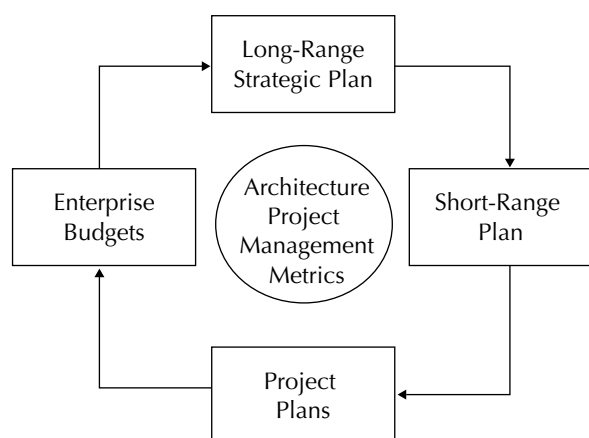 Long-Range
Strategic Plan
Enterprise
Budgets
Architecture
Project
Management
Metrics
Short-Range
Plan
Project
Plans